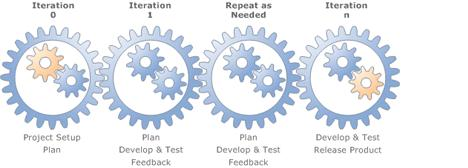 Iteration
0
Iteration
1
Repeat as
Needed
Iteration
n
Project Setup
Plan
Plan
Develop & Test
Feedback
Plan
Develop & Test
Feedback
Develop & Test
Release Product